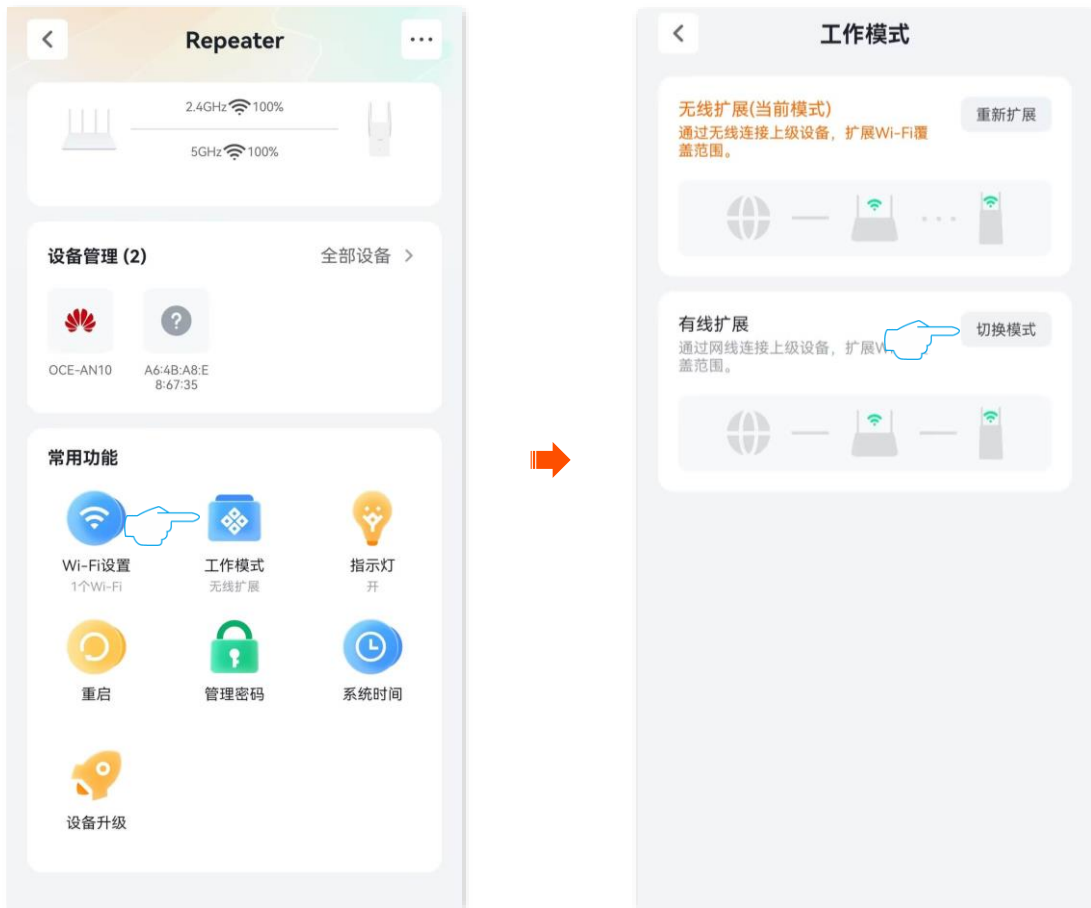 Repeater
2.4GHz 100%
5GHz 100%
设备管理 (2)
全部设备
OCE-AN10
A6:4B:A8:E
8:67:35
常用功能
Wi-Fi设置
1个Wi-Fi
工作模式
无线扩展
指示灯
开
重启
管理密码
系统时间
设备升级
工作模式
无线扩展(当前模式)
重新扩展
通过无线连接上级设备，扩展Wi-Fi覆
盖范围。
有线扩展
切换模式
通过网线连接上级设备，扩展W
盖范围。